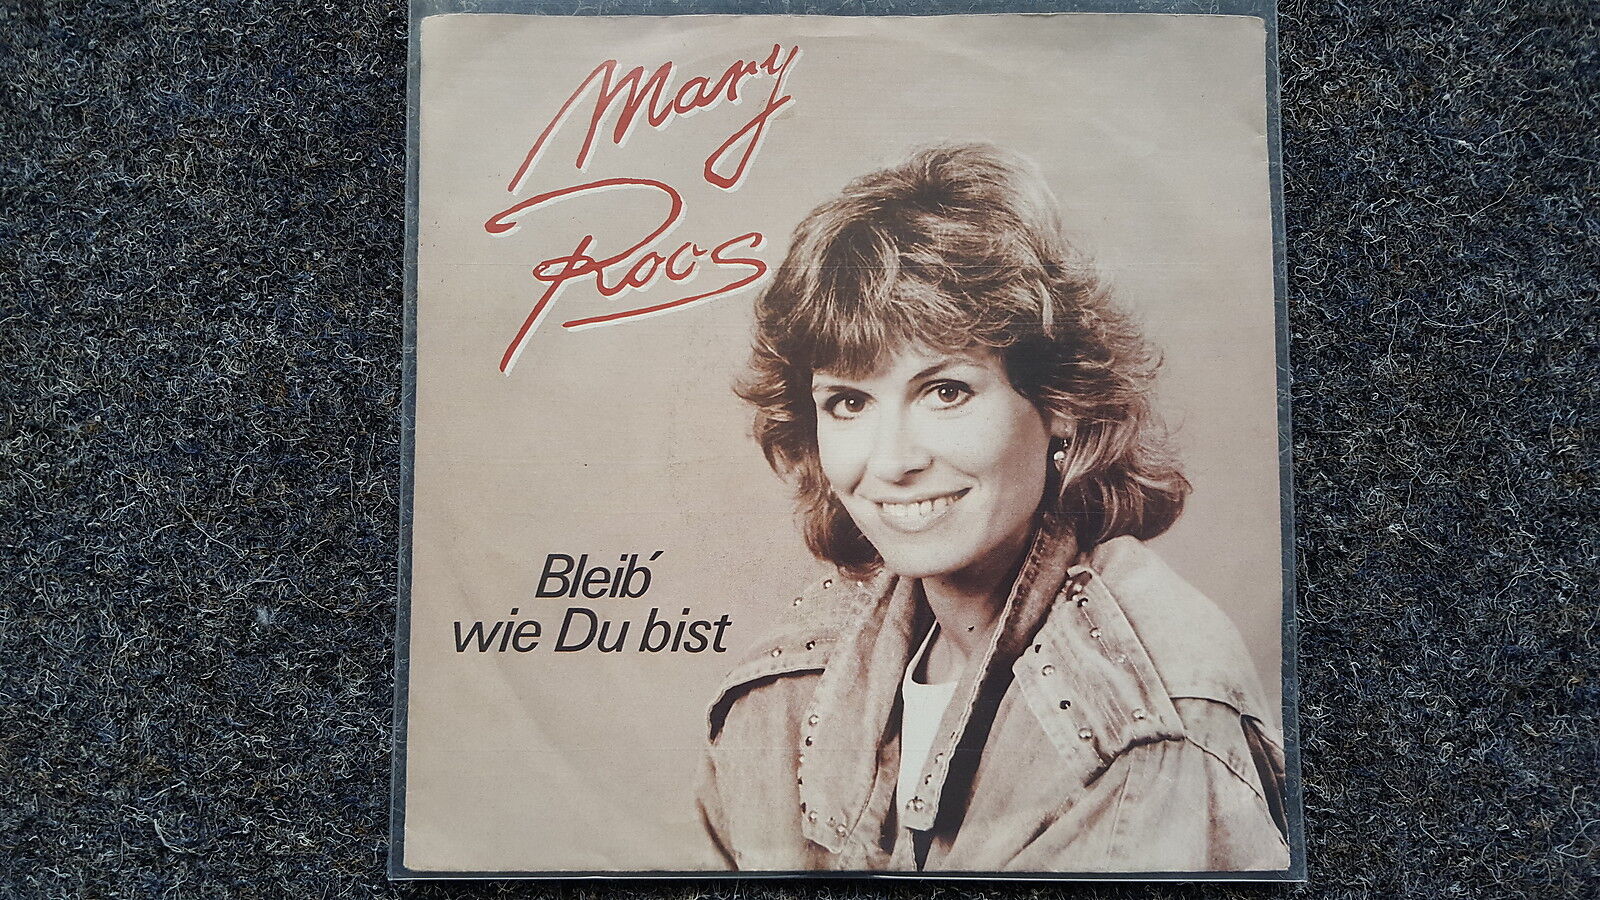 Mary
Roos
Bleib´
wie Du bist